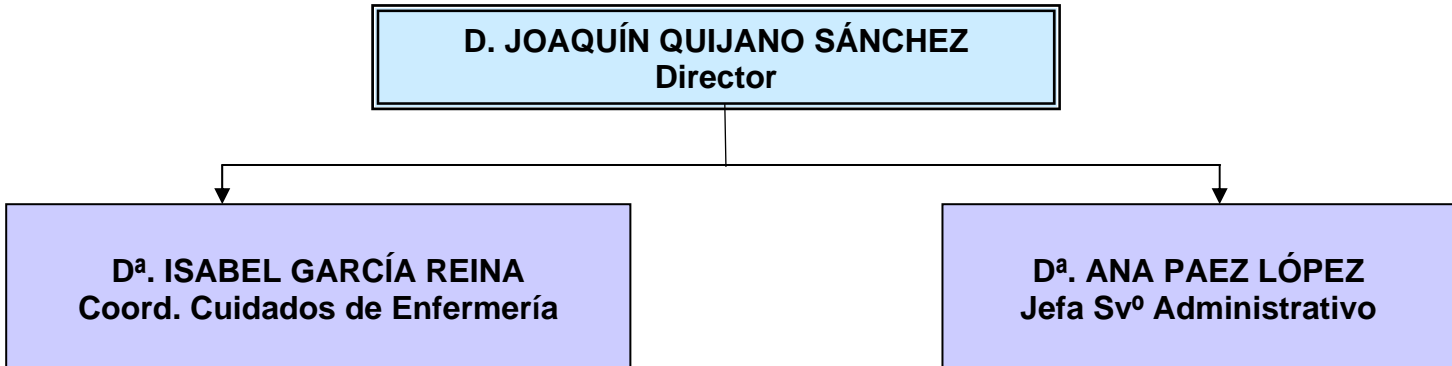 D. JOAQUÍN QUIJANO SÁNCHEZ
Director
Dª. ISABEL GARCÍA REINA
Coord. Cuidados de Enfermería
Dª. ANA PAEZ LÓPEZ
Jefa Svº Administrativo